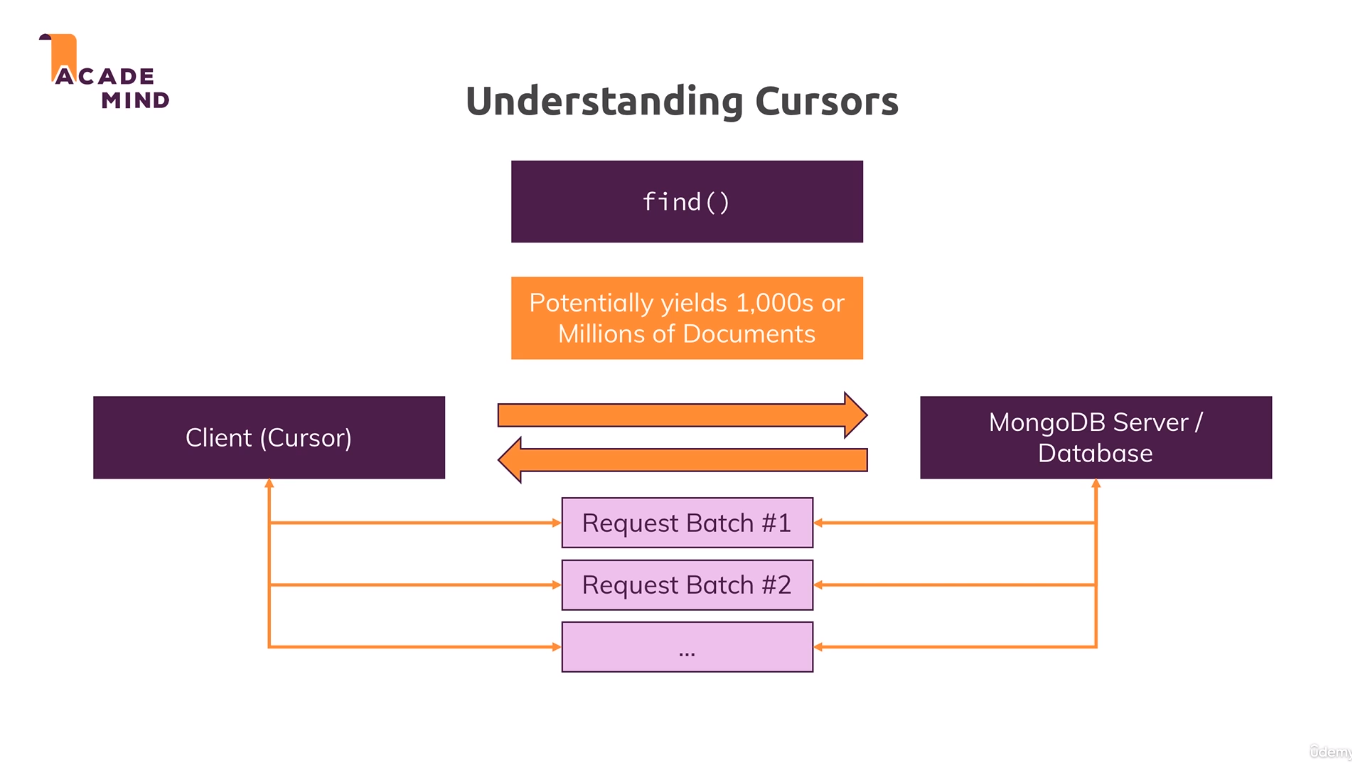 ACADE
MIND
Understanding Cursors
find()
Potentially yields 1,000s or
Millions of Documents
Client (Cursor)
MongoDB Server /
Database
Request Batch #1
Request Batch #2
...
ûdemy